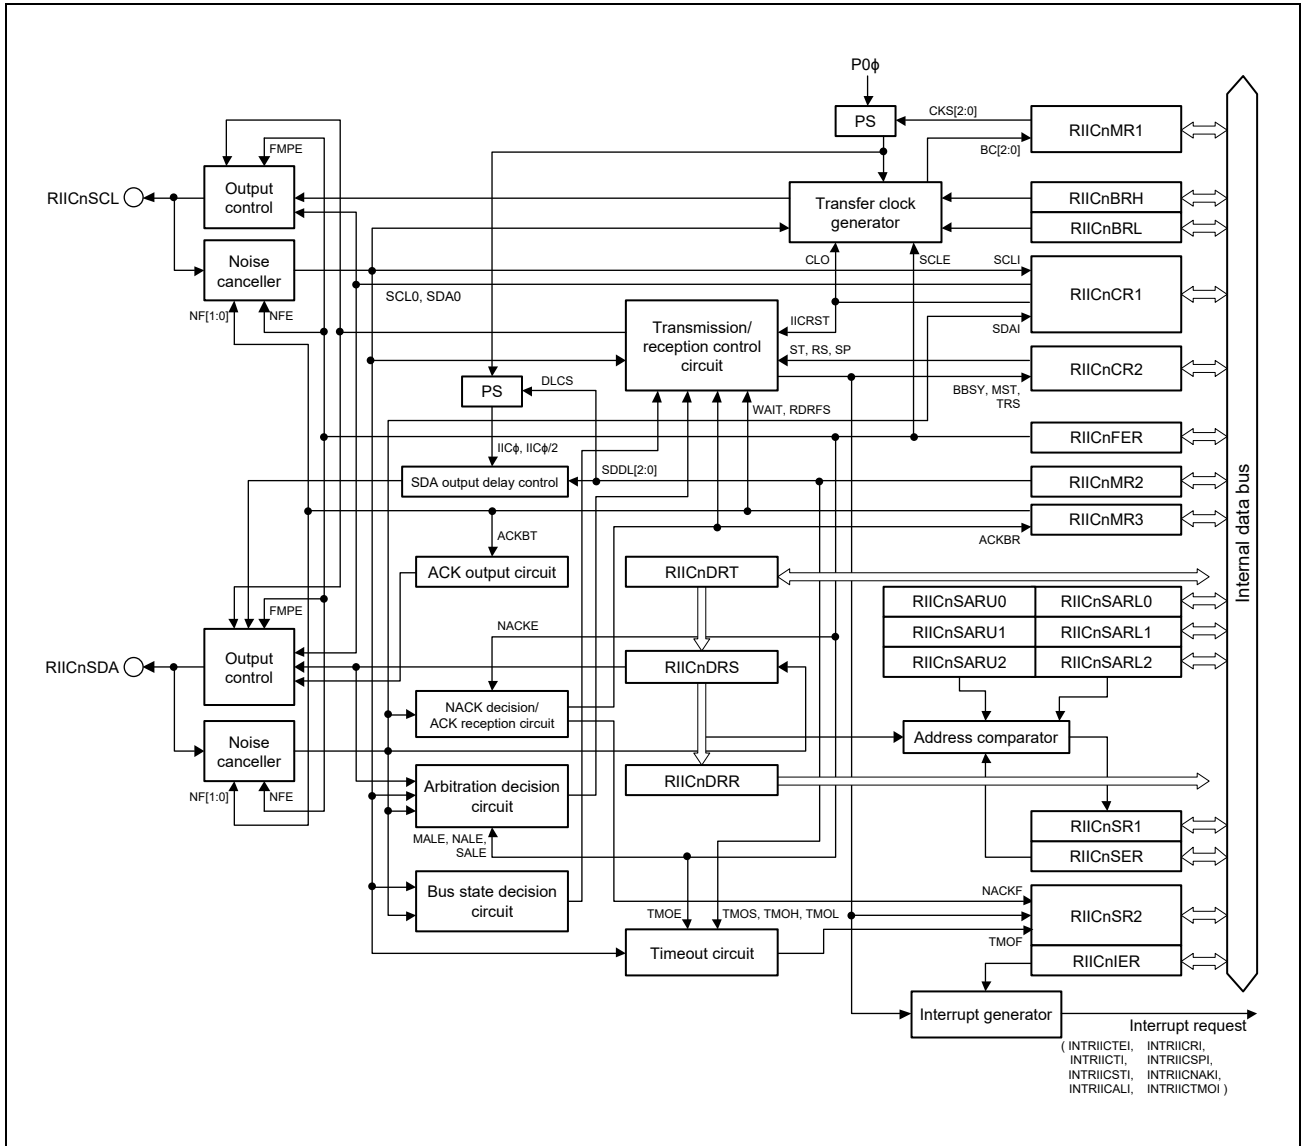 P0ϕ
PS
CKS[2:0]
RIICnMR1
BC[2:0]
FMPE
RIICnSCL
Output
control
Transfer clock
generator
RIICnBRH
RIICnBRL
Noise
canceller
CLO
SCLE
SCLI
SCL0, SDA0
RIICnCR1
NF[1:0]
NFE
Transmission/
reception control
circuit
IICRST
SDAI
ST, RS, SP
RIICnCR2
PS
DLCS
BBSY, MST,
TRS
WAIT, RDRFS
RIICnFER
IICϕ, IICϕ/2
SDA output delay control
SDDL[2:0]
RIICnMR2
Internal data bus
RIICnMR3
ACKBT
ACKBR
ACK output circuit
RIICnDRT
RIICnSARU0
RIICnSARL0
FMPE
NACKE
RIICnSARU1
RIICnSARL1
RIICnSDA
Output
control
RIICnDRS
RIICnSARU2
RIICnSARL2
NACK decision/
ACK reception circuit
Noise
canceller
Address comparator
NF[1:0]
NFE
Arbitration decision
circuit
RIICnDRR
MALE, NALE,
SALE
RIICnSR1
RIICnSER
Bus state decision
circuit
NACKF
RIICnSR2
TMOE
TMOS, TMOH, TMOL
TMOF
Timeout circuit
RIICnIER
Interrupt generator
Interrupt request
( INTRIICTEI, INTRIICRI,
INTRIICTI, INTRIICSPI,
INTRIICSTI, INTRIICNAKI,
INTRIICALI, INTRIICTMOI )